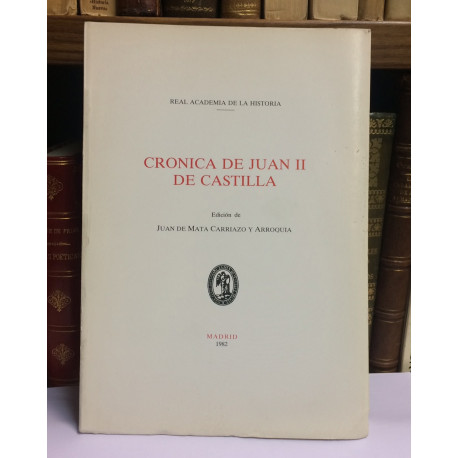 REAL ACADEMIA DE LA HISTORIA
CRONICA DE JUAN II
DE CASTILLA
Edición de
JUAN DE MATA CARRIAZO Y ARROQUIA
MADRID
1982